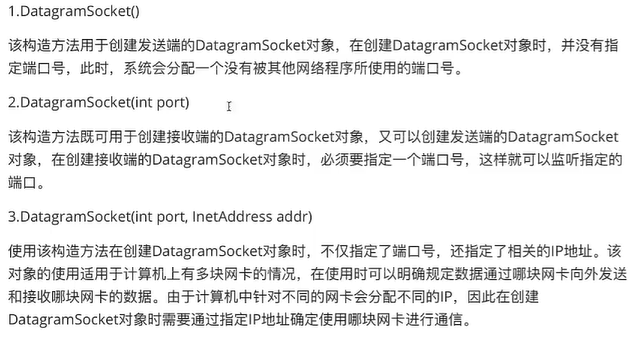 1.DatagramSocket()
该构造方法用于创建发送端的DatagramSocket对象，在创建DatagramSocket对象时，并没有指
定端口号，此时，系统会分配一个没有被其他网络程序所使用的端口号。
2.DatagramSocket(int port)
该构造方法既可用于创建接收端的DatagramSocket对象，又可以创建发送端的DatagramSocket
对象，在创建接收端的DatagramSocket对象时，必须要指定一个端口号，这样就可以监听指定的
端口。
3.DatagramSocket(int port, InetAddress addr)
使用该构造方法在创建DatagramSocket对象时，不仅指定了端口号，还指定了相关的IP地址。该
对象的使用适用于计算机上有多块网卡的情况，在使用时可以明确规定数据通过哪块网卡向外发送
和接收哪块网卡的数据。由于计算机中针对不同的网卡会分配不同的IP，因此在创建
DatagramSocket对象时需要通过指定IP地址确定使用哪块网卡进行通信。